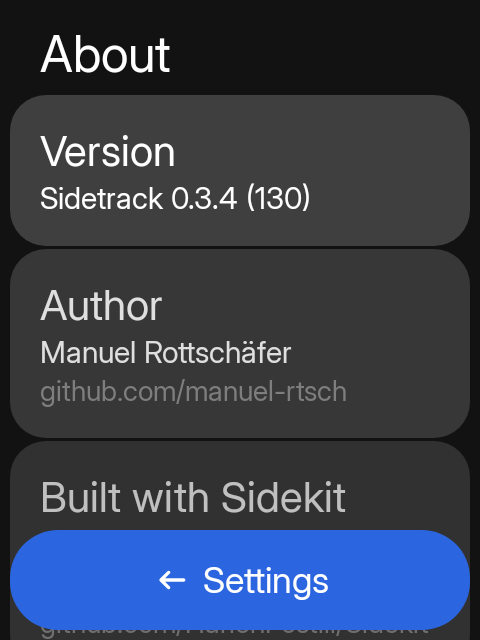 About
Version
Sidetrack 0.3.4 (130)
Author
Manuel Rottschäfer
github.com/manuel-rtsch
Built with Sidekit
← Settings